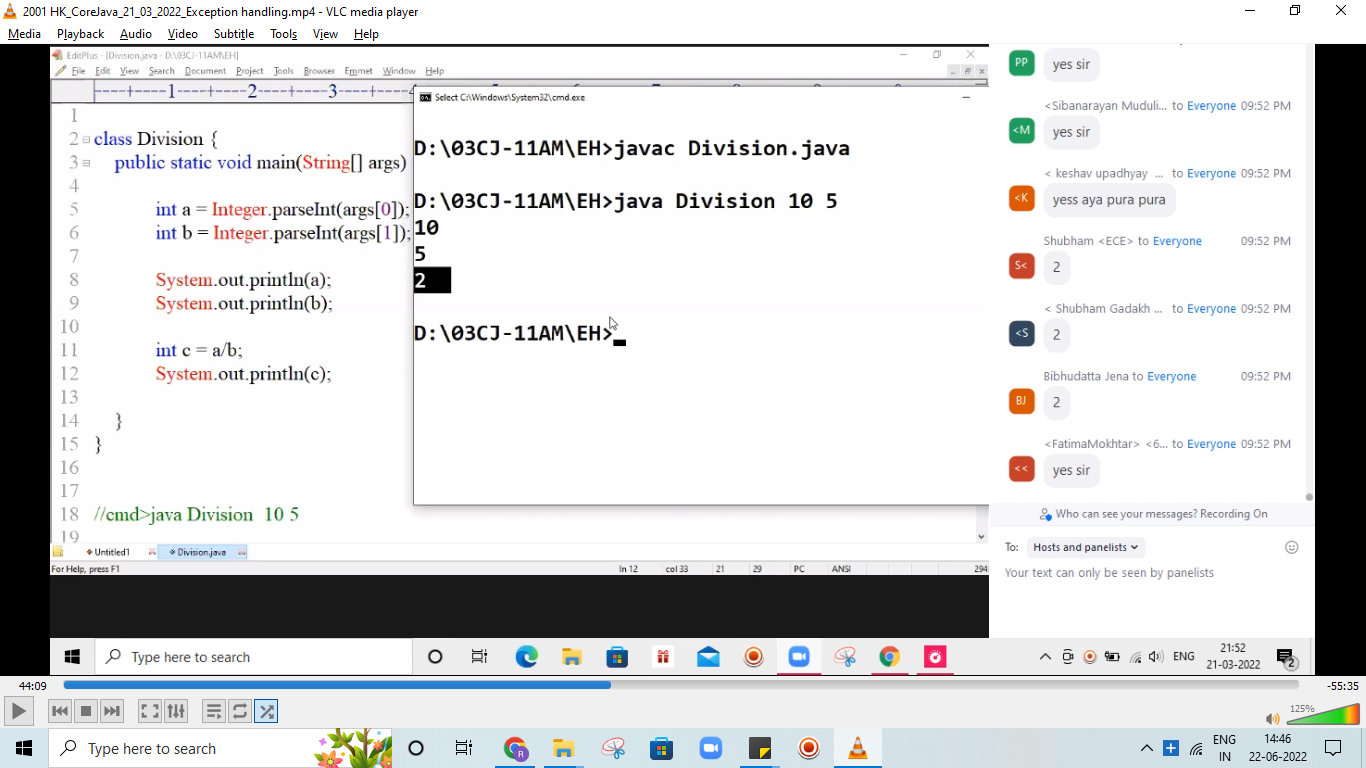 2001 HK_CoreJava_21_03_2022_Exception handling.mp4 - VLC media player
Media Playback Audio Video Subtitle Tools View Help
EditPlus - [Division.java - D:\03CJ-11AM\EH]
File Edit View Search Document Project Tools Browser Emmet Window Help
----+----1----+----2----+----3----+----4
1
2 class Division {
3 public static void main(String[] args)
4
5 int a = Integer.parseInt(args[0]);
6 int b = Integer.parseInt(args[1]);
7
8 System.out.println(a);
9 System.out.println(b);
10
11 int c = a/b;
12 System.out.println(c);
13
14 }
15 }
16
17
18 //cmd>java Division 10 5
19
Untitled1 Division.java
For Help, press F1 ln 12 col 33 21 29 PC ANSI 294
Select C:\Windows\System32\cmd.exe
D:\03CJ-11AM\EH>javac Division.java
D:\03CJ-11AM\EH>java Division 10 5
10
5
2
D:\03CJ-11AM\EH>
PP yes sir
<Sibanarayan Muduli... to Everyone 09:52 PM
<M yes sir
< keshav upadhyay ... to Everyone 09:52 PM
<K yess aya pura pura
Shubham <ECE> to Everyone 09:52 PM
S< 2
< Shubham Gadakh ... to Everyone 09:52 PM
<S 2
Bibhudatta Jena to Everyone 09:52 PM
BJ 2
<FatimaMokhtar> <6... to Everyone 09:52 PM
<< yes sir
Who can see your messages? Recording On
To: Hosts and panelists
Your text can only be seen by panelists
Type here to search
ENG
21:52
21-03-2022
2
44:09
-55:35
125%
Type here to search
R
ENG
IN
14:46
22-06-2022